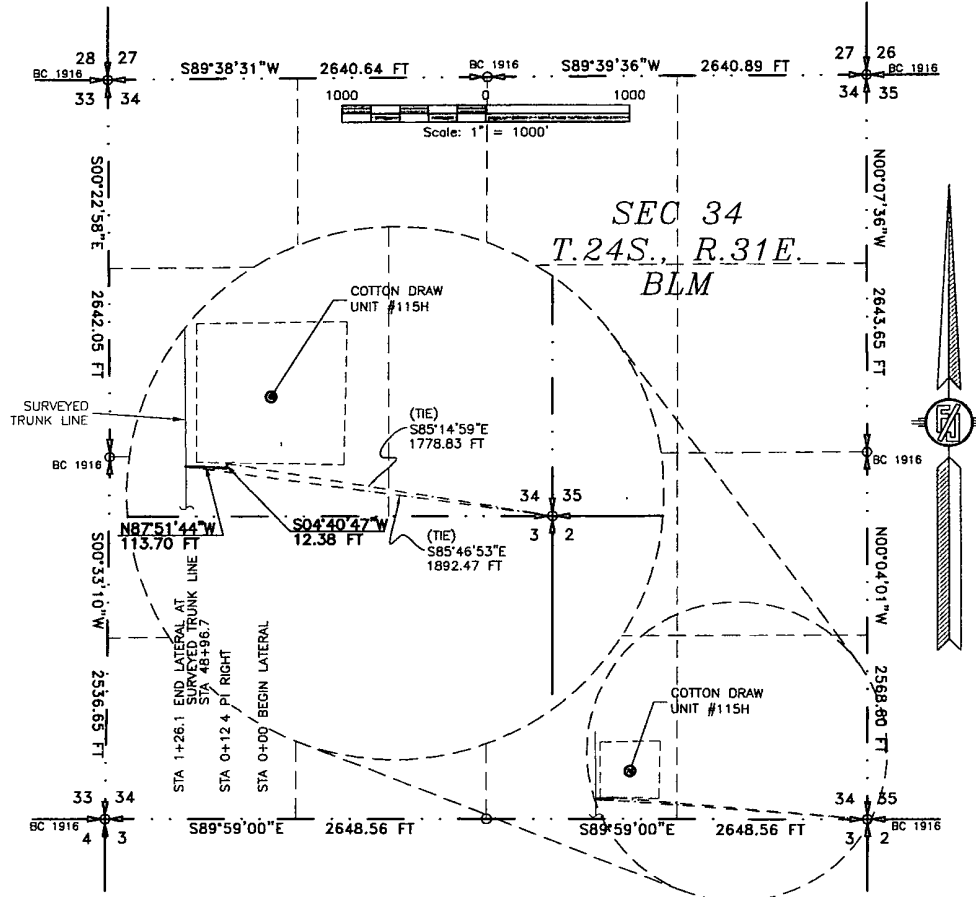 28 27
BC 1916
33 34
S89°38'31"W 2640.64 FT
BC 1916
S89°39'36"W 2640.89 FT
27 26
BC 1916
34 35
1000 0 1000
Scale: 1" = 1000'
S00°22'58"E 2642.05 FT
N00°07'36"W 2643.65 FT
SEC 34
T.24S., R.31E.
BLM
COTTON DRAW
UNIT #115H
SURVEYED
TRUNK LINE
(TIE)
S85°14'59"E
1778.83 FT
BC 1916
BC 1916
34 35
3 2
N87°51'44"W
113.70 FT
S04°40'47"W
12.38 FT
(TIE)
S85°46'53"E
1892.47 FT
S00°33'10"W 2536.65 FT
N00°04'01"W 2568.80 FT
STA 1+26.1 END LATERAL AT
SURVEYED TRUNK LINE
STA 48+96.7
STA 0+12.4 PI RIGHT
STA 0+00 BEGIN LATERAL
COTTON DRAW
UNIT #115H
33 34
BC 1916
4 3
S89°59'00"E 2648.56 FT
S89°59'00"E 2648.56 FT
34 35
BC 1916
3 2